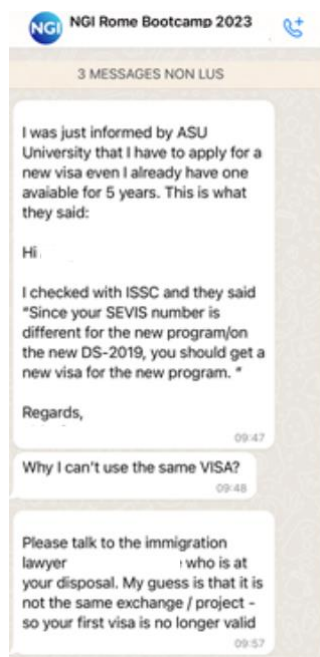 NGI
NGI Rome Bootcamp 2023
3 MESSAGES NON LUS
I was just informed by ASU
University that I have to apply for a
new visa even I already have one
avaiable for 5 years. This is what
they said:
Hi
I checked with ISSC and they said
"Since your SEVIS number is
different for the new program/on
the new DS-2019, you should get a
new visa for the new program. "
Regards,
09:47
Why I can't use the same VISA?
09:48
Please talk to the immigration
lawyer who is at
your disposal. My guess is that it is
not the same exchange / project -
so your first visa is no longer valid
09:57